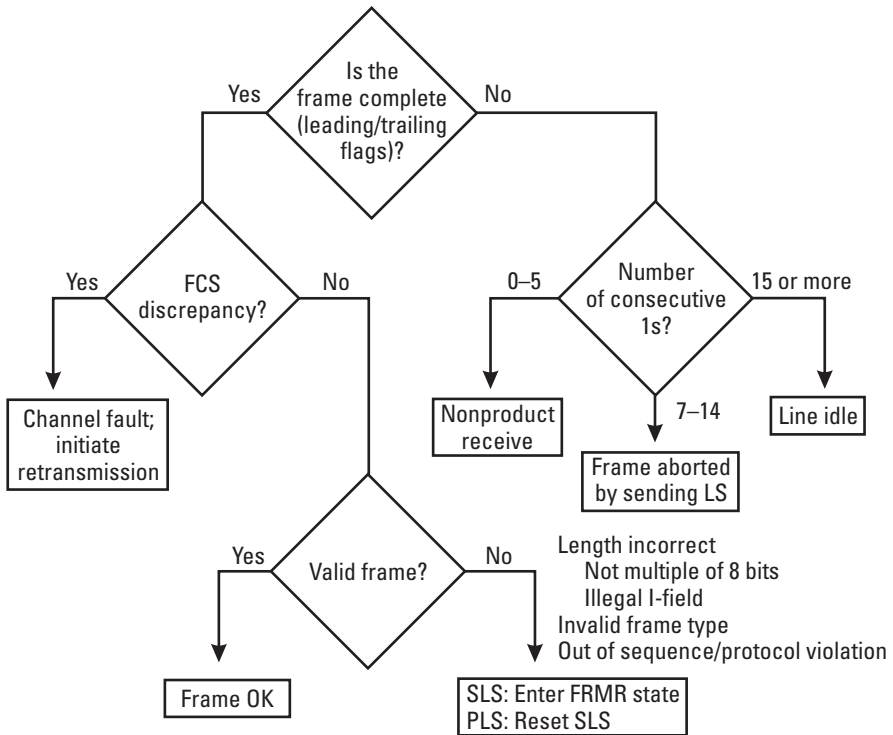 Is the
frame complete
(leading/trailing
flags)?
Yes
No
FCS
discrepancy?
Yes
No
Number
of consecutive
1s?
0–5
15 or more
7–14
Channel fault;
initiate
retransmission
Nonproduct
receive
Line idle
Frame aborted
by sending LS
Valid frame?
Yes
No
Length incorrect
Not multiple of 8 bits
Illegal I-field
Invalid frame type
Out of sequence/protocol violation
Frame OK
SLS: Enter FRMR state
PLS: Reset SLS